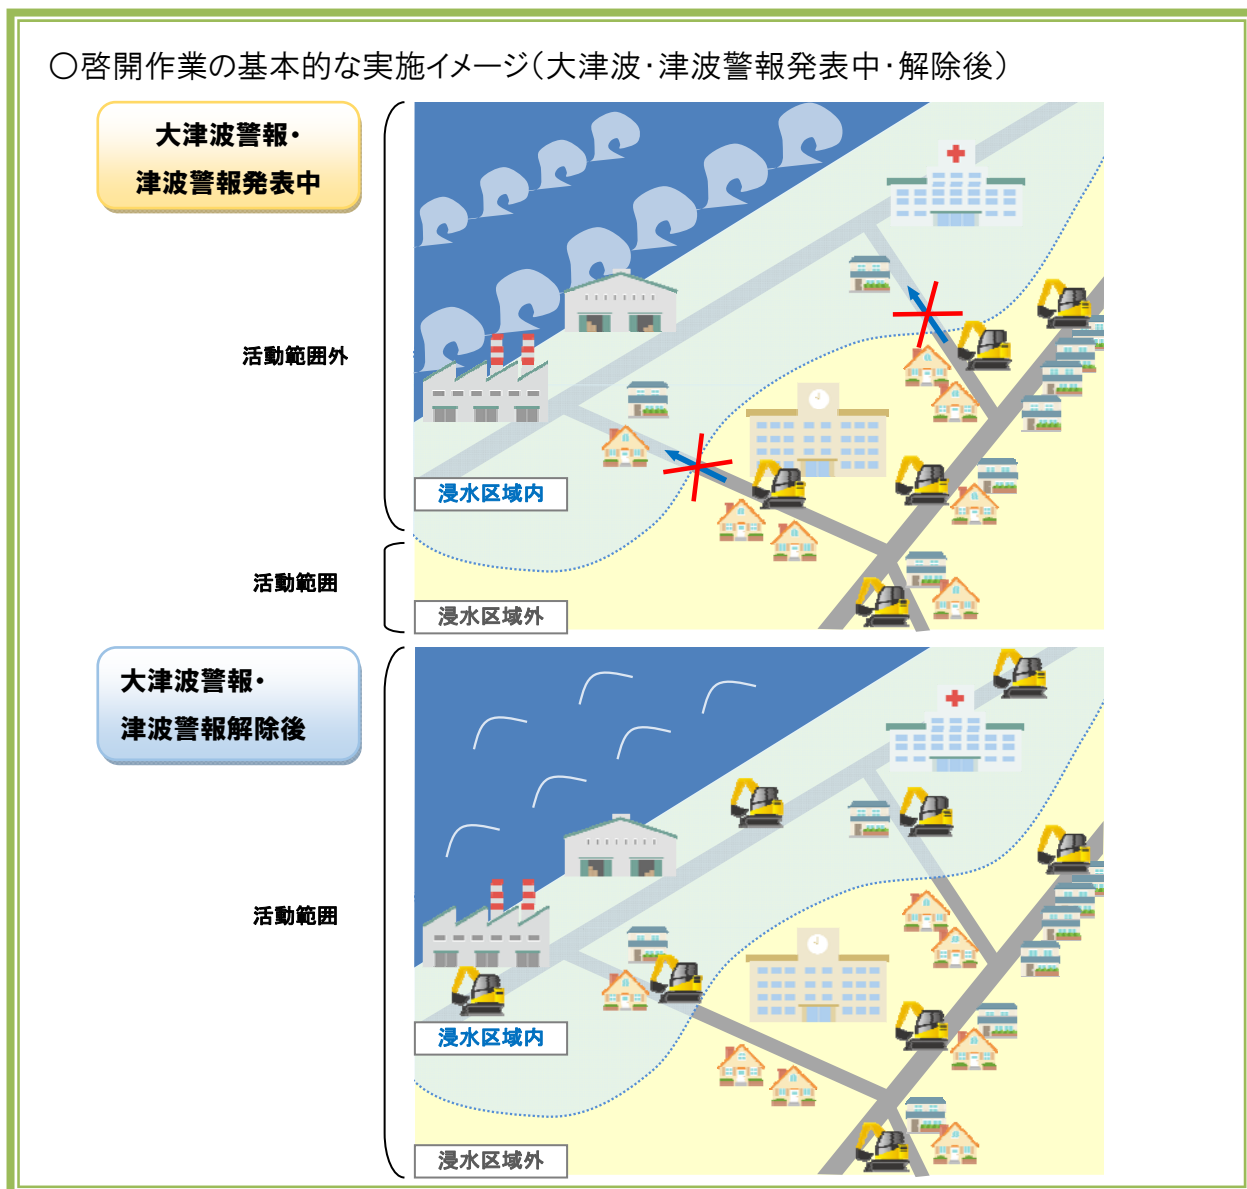 〇啓開作業の基本的な実施イメージ(大津波・津波警報発表中・解除後)
大津波警報・
津波警報発表中
活動範囲外
浸水区域内
活動範囲
浸水区域外
大津波警報・
津波警報解除後
活動範囲
浸水区域内
浸水区域外